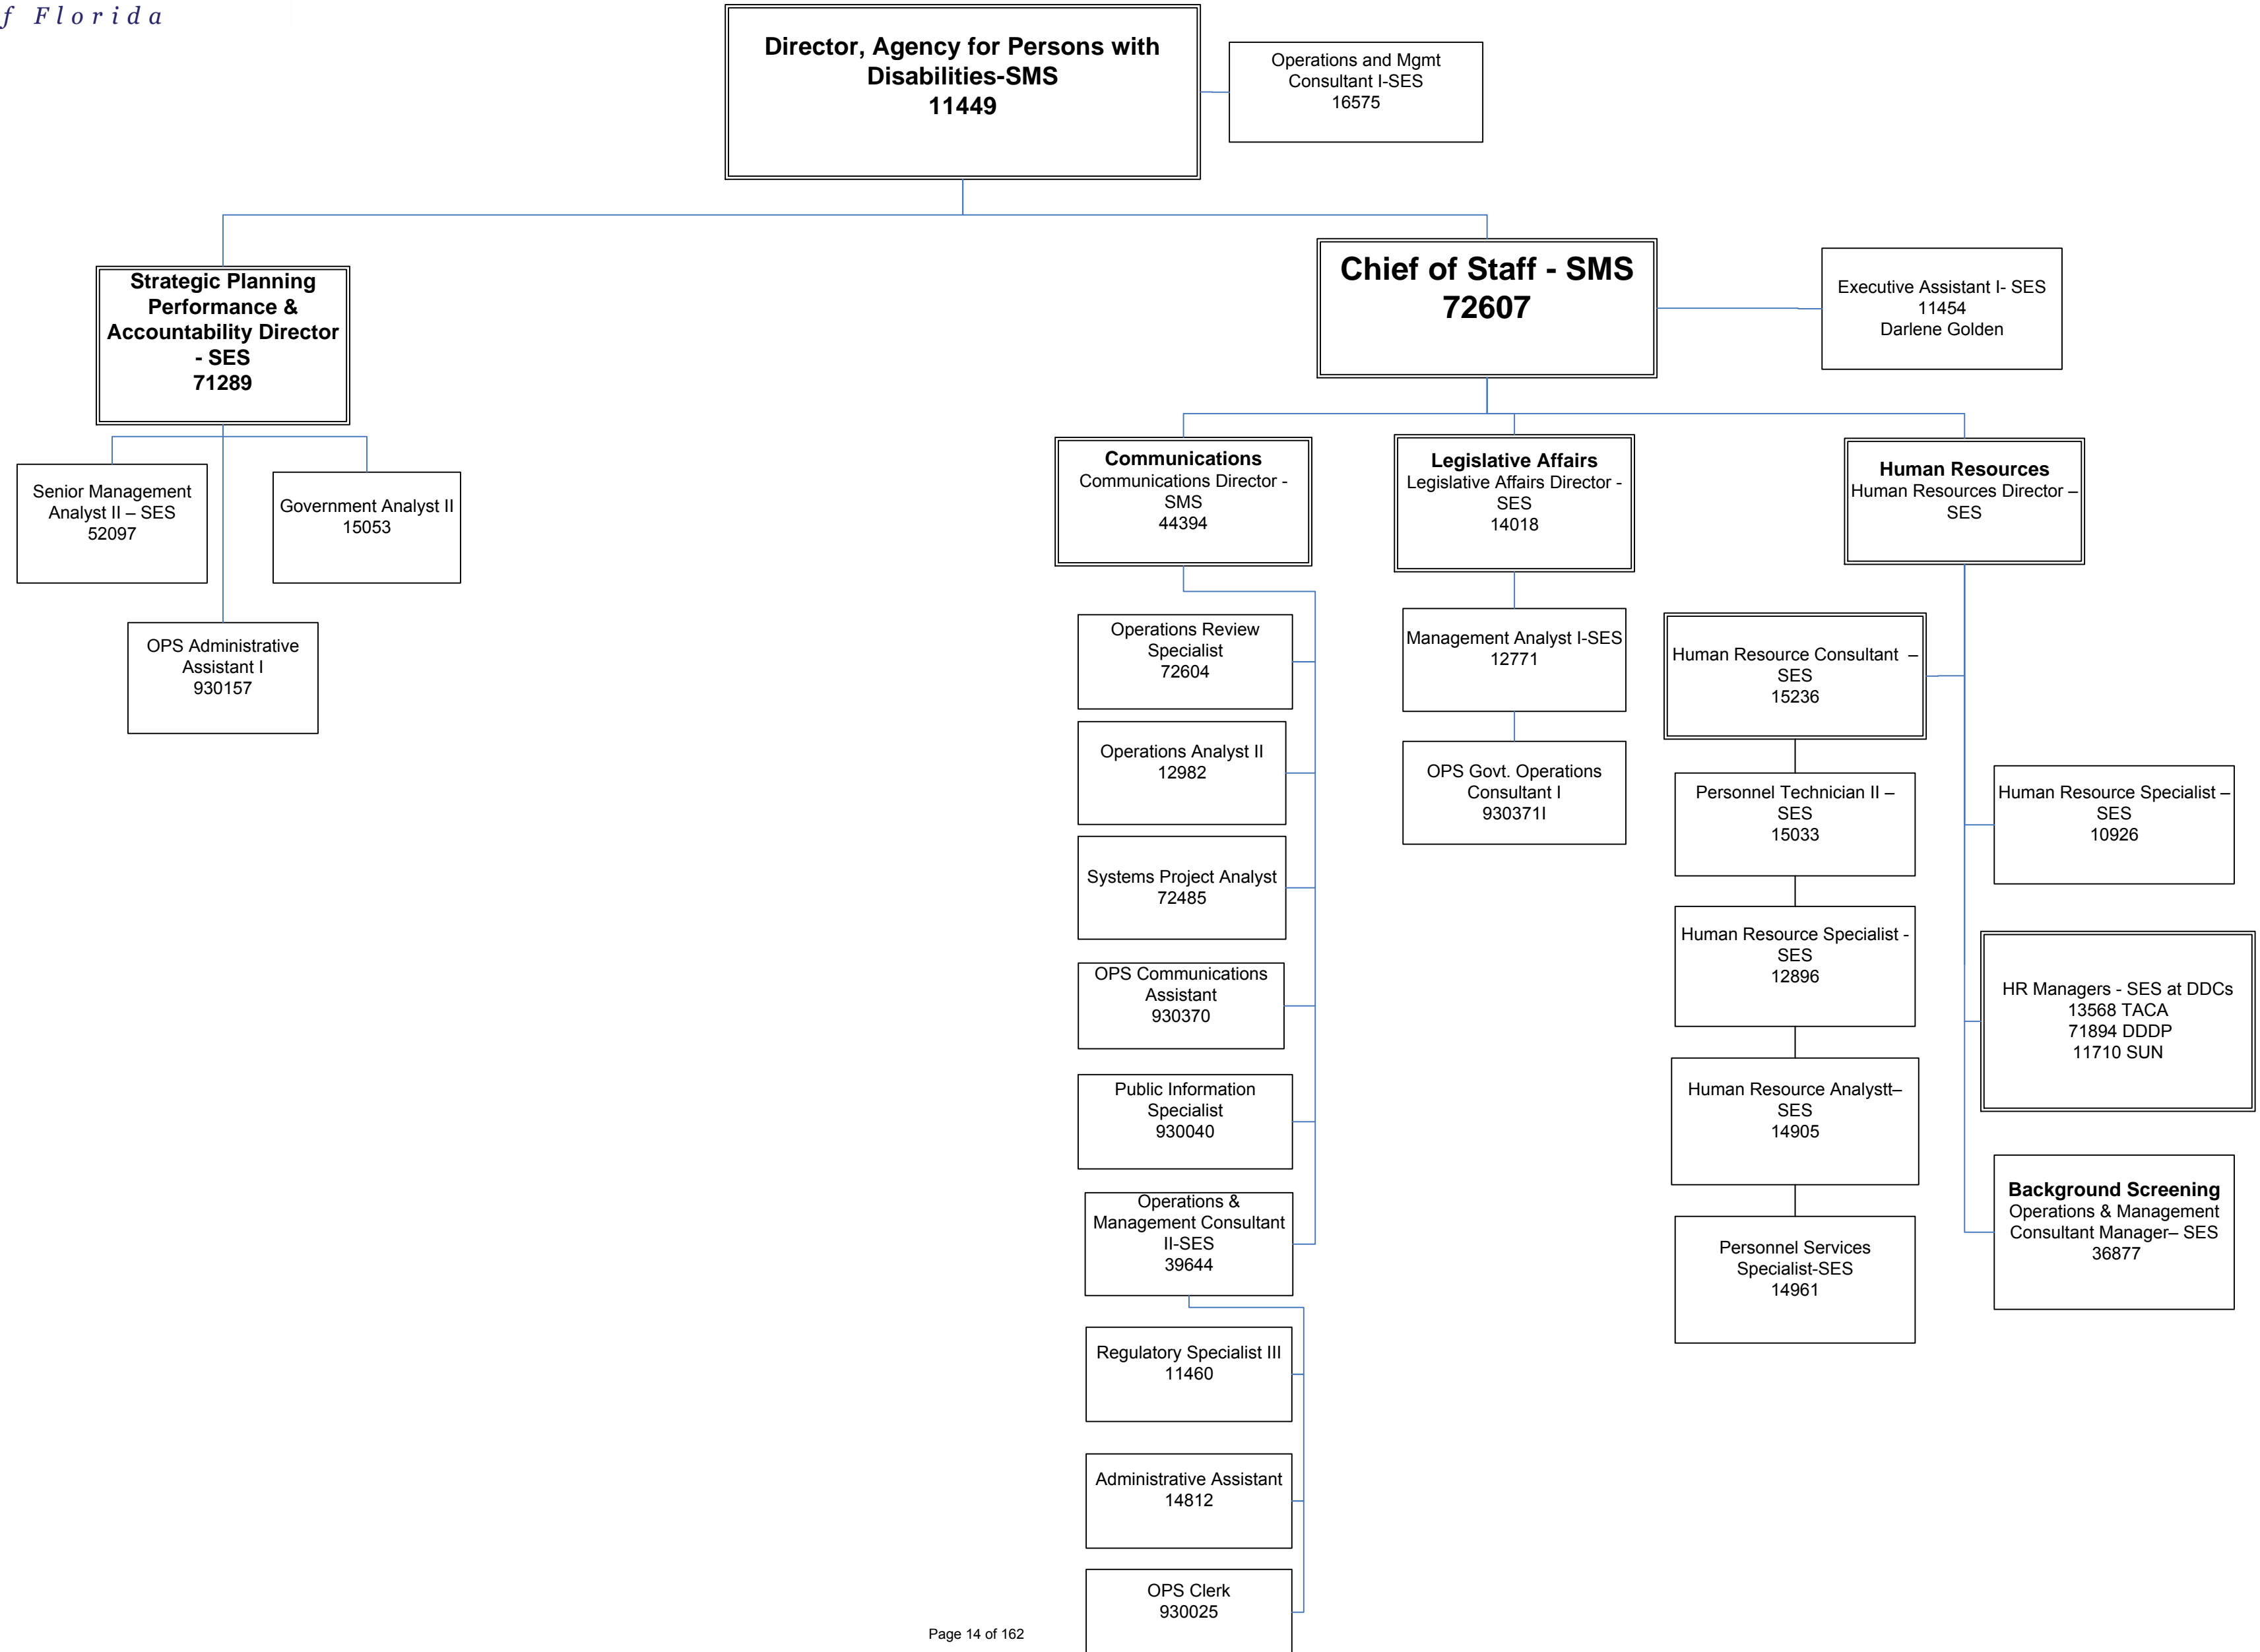 f Florida
Director, Agency for Persons with
Disabilities-SMS
11449
Operations and Mgmt
Consultant I-SES
16575
Strategic Planning
Performance &
Accountability Director
- SES
71289
Chief of Staff - SMS
72607
Executive Assistant I- SES
11454
Darlene Golden
Senior Management
Analyst II – SES
52097
Government Analyst II
15053
OPS Administrative
Assistant I
930157
Communications
Communications Director -
SMS
44394
Operations Review
Specialist
72604
Operations Analyst II
12982
Systems Project Analyst
72485
OPS Communications
Assistant
930370
Public Information
Specialist
930040
Operations &
Management Consultant
II-SES
39644
Regulatory Specialist III
11460
Administrative Assistant
14812
OPS Clerk
930025
Legislative Affairs
Legislative Affairs Director -
SES
14018
Management Analyst I-SES
12771
OPS Govt. Operations
Consultant I
930371I
Human Resources
Human Resources Director –
SES
Human Resource Consultant –
SES
15236
Personnel Technician II –
SES
15033
Human Resource Specialist -
SES
12896
Human Resource Analystt–
SES
14905
Personnel Services
Specialist-SES
14961
Human Resource Specialist –
SES
10926
HR Managers - SES at DDCs
13568 TACA
71894 DDDP
11710 SUN
Background Screening
Operations & Management
Consultant Manager– SES
36877
Page 14 of 162